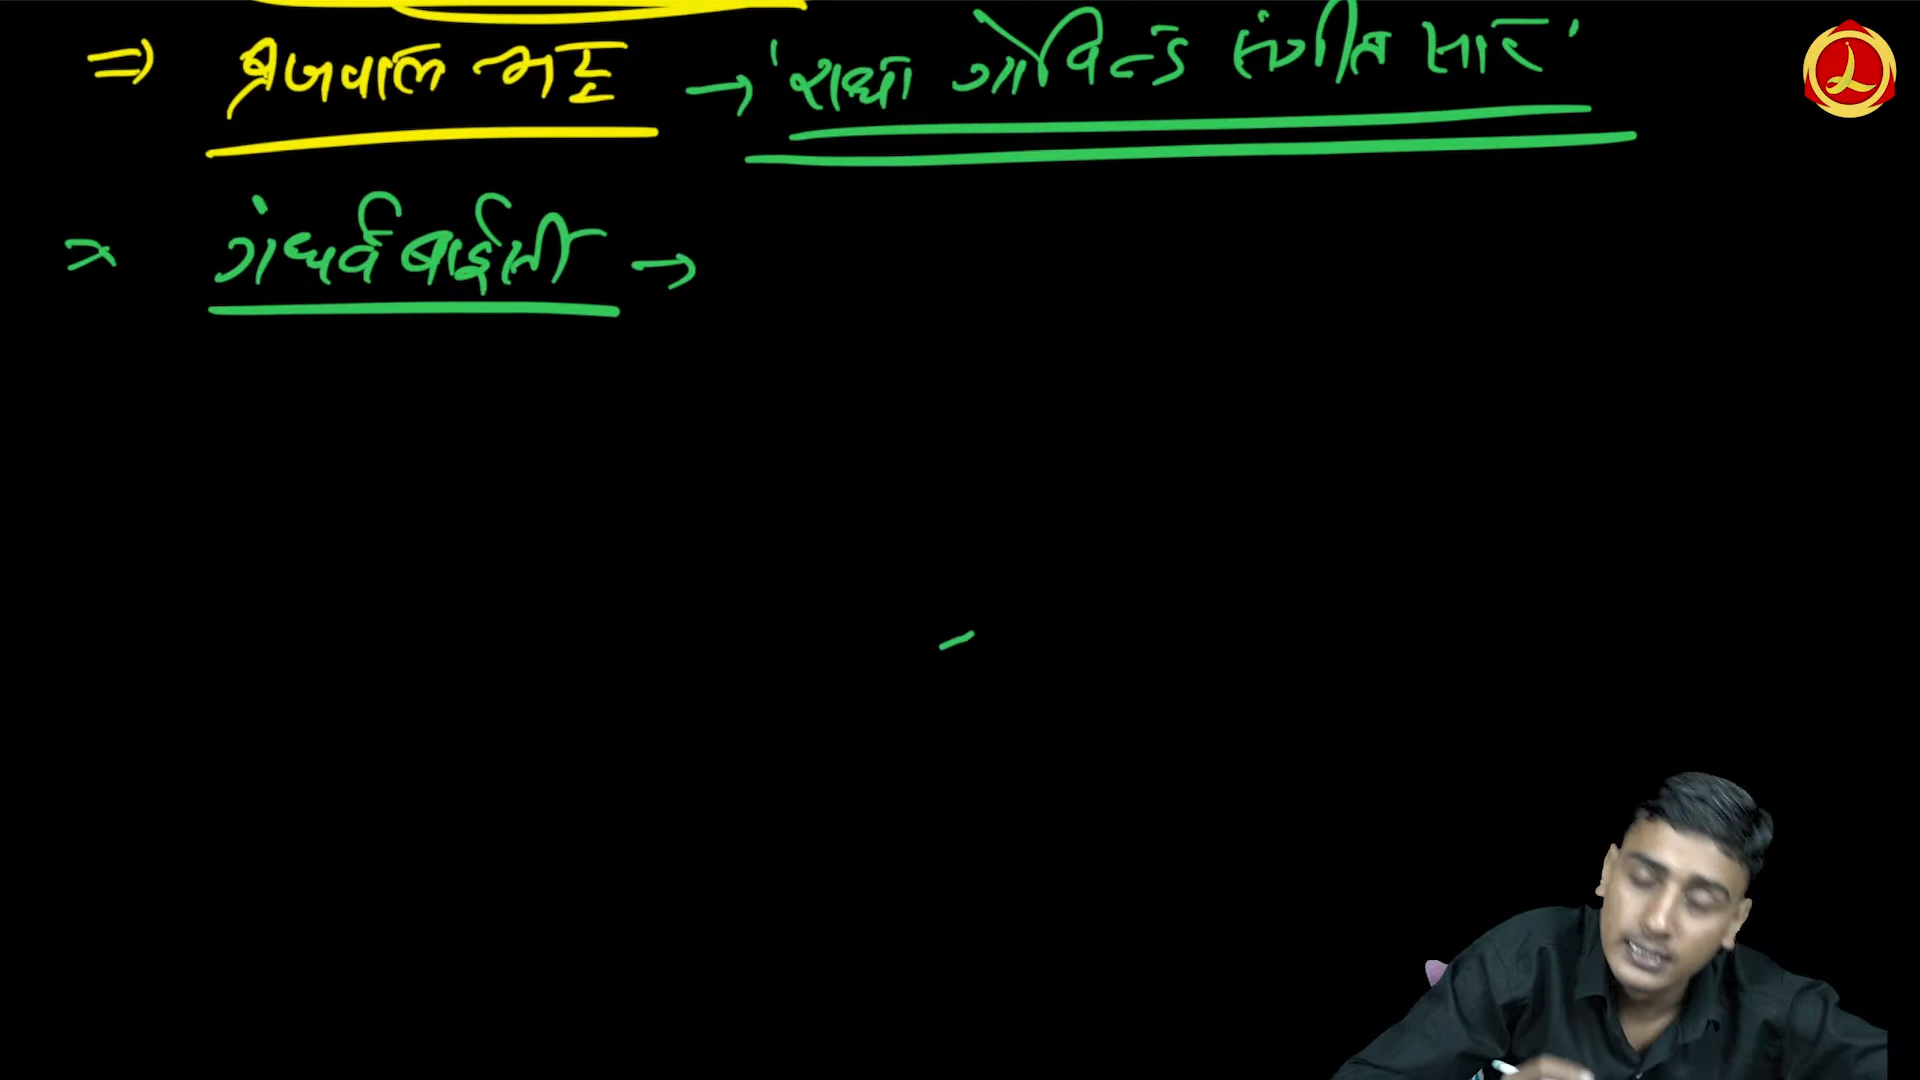 ⇒ ब्रजपाल भट्ट → 'राधा गोविन्द संगीत सार'
> गंधर्व बाईसी →